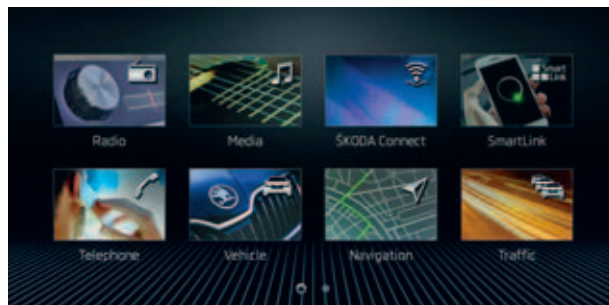 Smart
Link
Radio
Media
ŠKODA Connect
SmartLink
Telephone
Vehicle
Navigation
Traffic